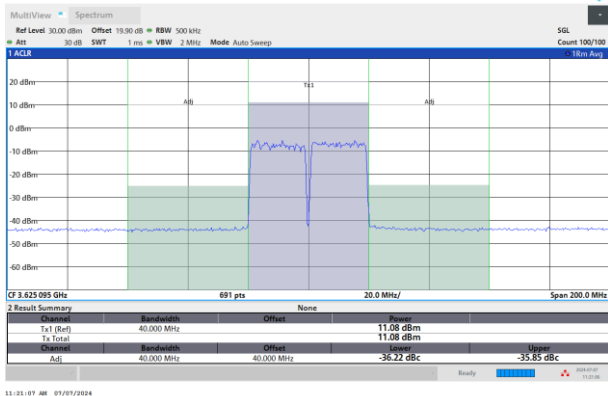 MultiView Spectrum
Ref Level 30.00 dBm Offset 19.90 dB RBW 500 kHz SGL
Att 30 dB SWT 1 ms VBW 2 MHz Mode Auto Sweep Count 100/100
1 ACLR 1Rm Avg
20 dBm
Tx1
10 dBm
Adj Adj
0 dBm
-10 dBm
-20 dBm
-30 dBm
-40 dBm
-50 dBm
-60 dBm
CF 3.625 095 GHz 691 pts 20.0 MHz/ Span 200.0 MHz
2 Result Summary None
Channel Bandwidth Offset Power
Tx1 (Ref) 40.000 MHz 11.08 dBm
Tx Total 11.08 dBm
Channel Bandwidth Offset Lower Upper
Adj 40.000 MHz 40.000 MHz -36.22 dBc -35.85 dBc
Ready 2024-07-07
11:21:06
11:21:07 AM 07/07/2024